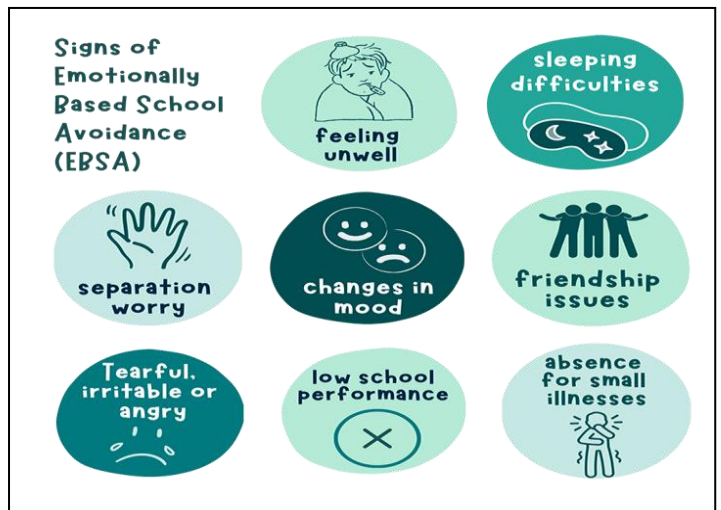 Signs of
Emotionally
Based School
Avoidance
(EBSA)
feeling
unwell
sleeping
difficulties
separation
worry
changes in
mood
friendship
issues
Tearful,
irritable or
angry
low school
performance
absence
for small
illnesses